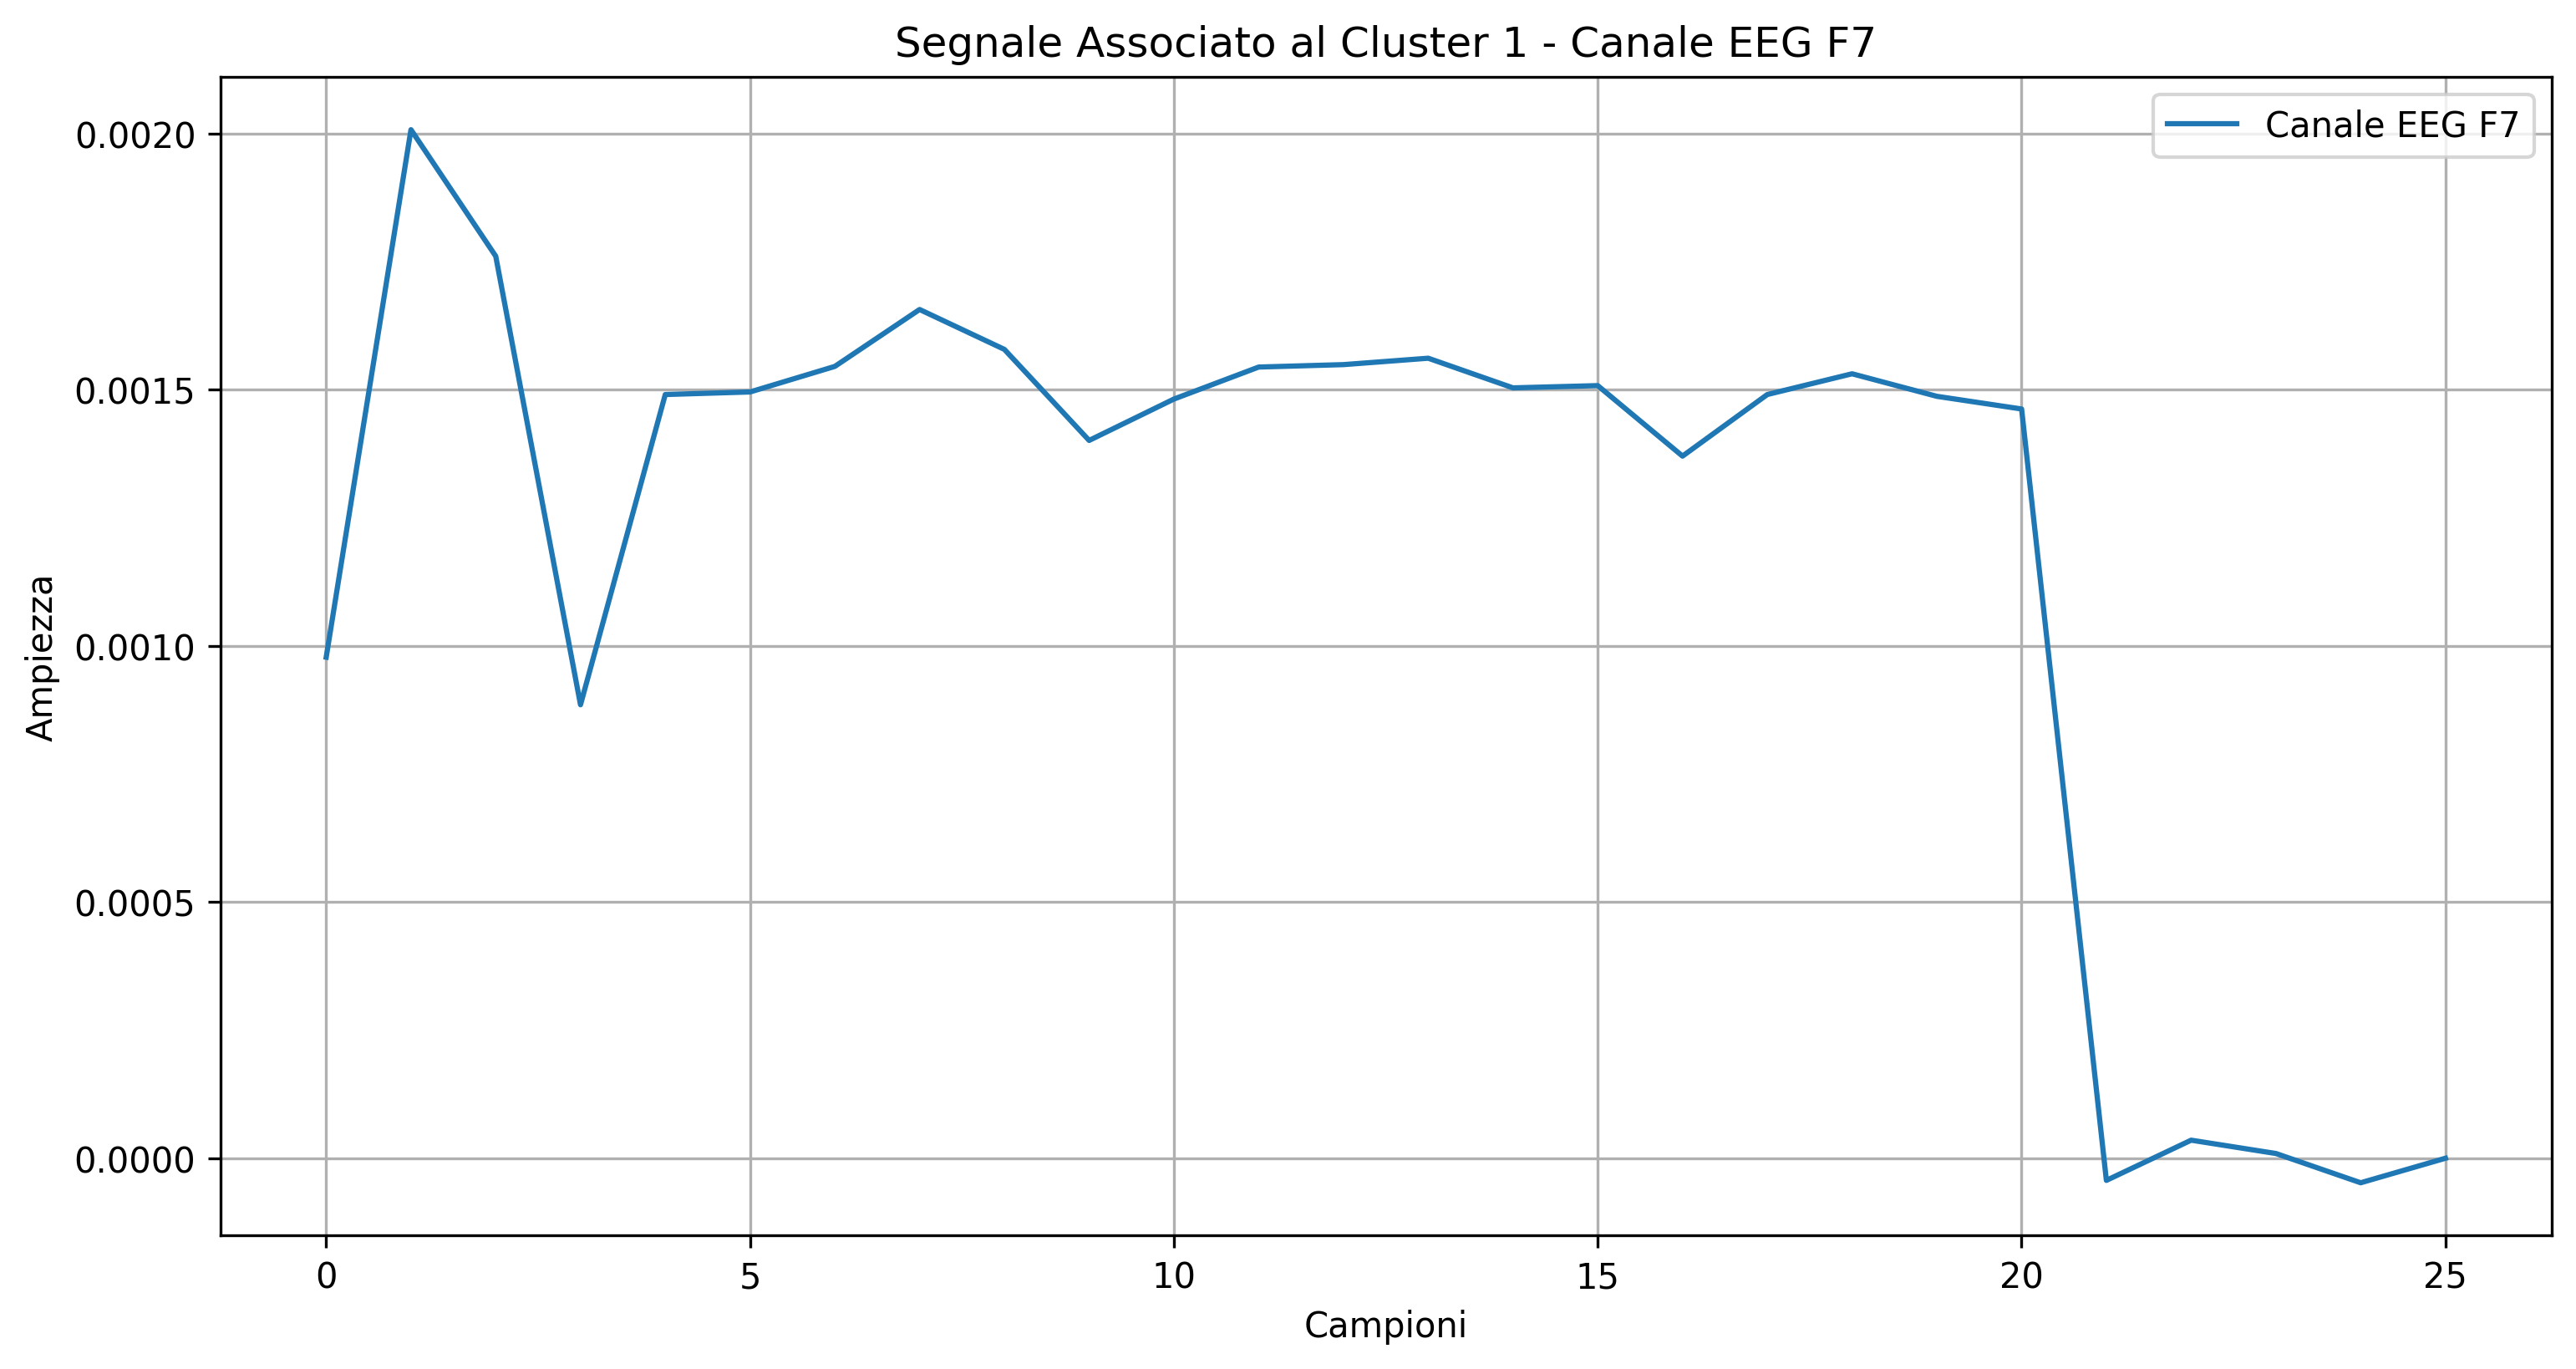 Segnale Associato al Cluster 1 - Canale EEG F7
Canale EEG F7
0.0020
0.0015
0.0010
0.0005
0.0000
Ampiezza
0 5 10 15 20 25
Campioni